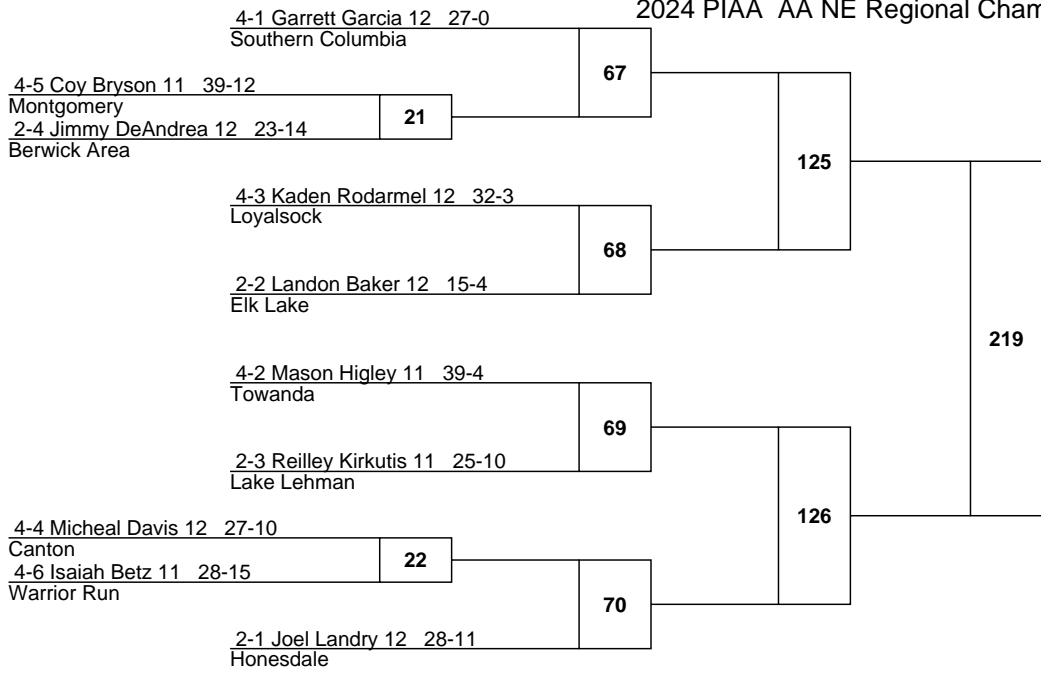 2024 PIAA AA NE Regional Cham
4-1 Garrett Garcia 12 27-0
Southern Columbia
67
4-5 Coy Bryson 11 39-12
Montgomery
21
2-4 Jimmy DeAndrea 12 23-14
Berwick Area
125
4-3 Kaden Rodarmel 12 32-3
Loyalsock
68
2-2 Landon Baker 12 15-4
Elk Lake
219
4-2 Mason Higley 11 39-4
Towanda
69
2-3 Reilley Kirkutis 11 25-10
Lake Lehman
126
4-4 Micheal Davis 12 27-10
Canton
22
4-6 Isaiah Betz 11 28-15
Warrior Run
70
2-1 Joel Landry 12 28-11
Honesdale